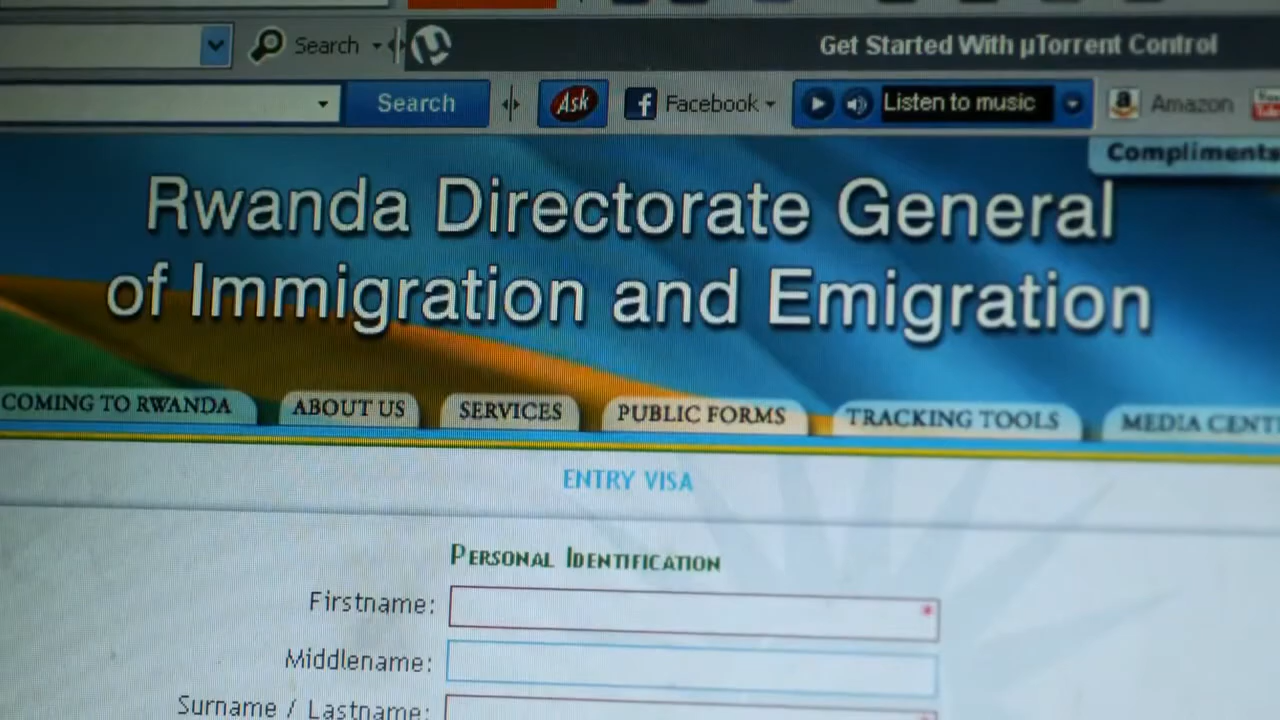 Search
Get Started With µTorrent Control
Search
Ask
Facebook
Listen to music
a
Amazon
Compliments
Rwanda Directorate General
of Immigration and Emigration
COMING TO RWANDA
ABOUT US
SERVICES
PUBLIC FORMS
TRACKING TOOLS
MEDIA CENT
ENTRY VISA
PERSONAL IDENTIFICATION
Firstname:
*
Middlename:
Surname / Lastname: